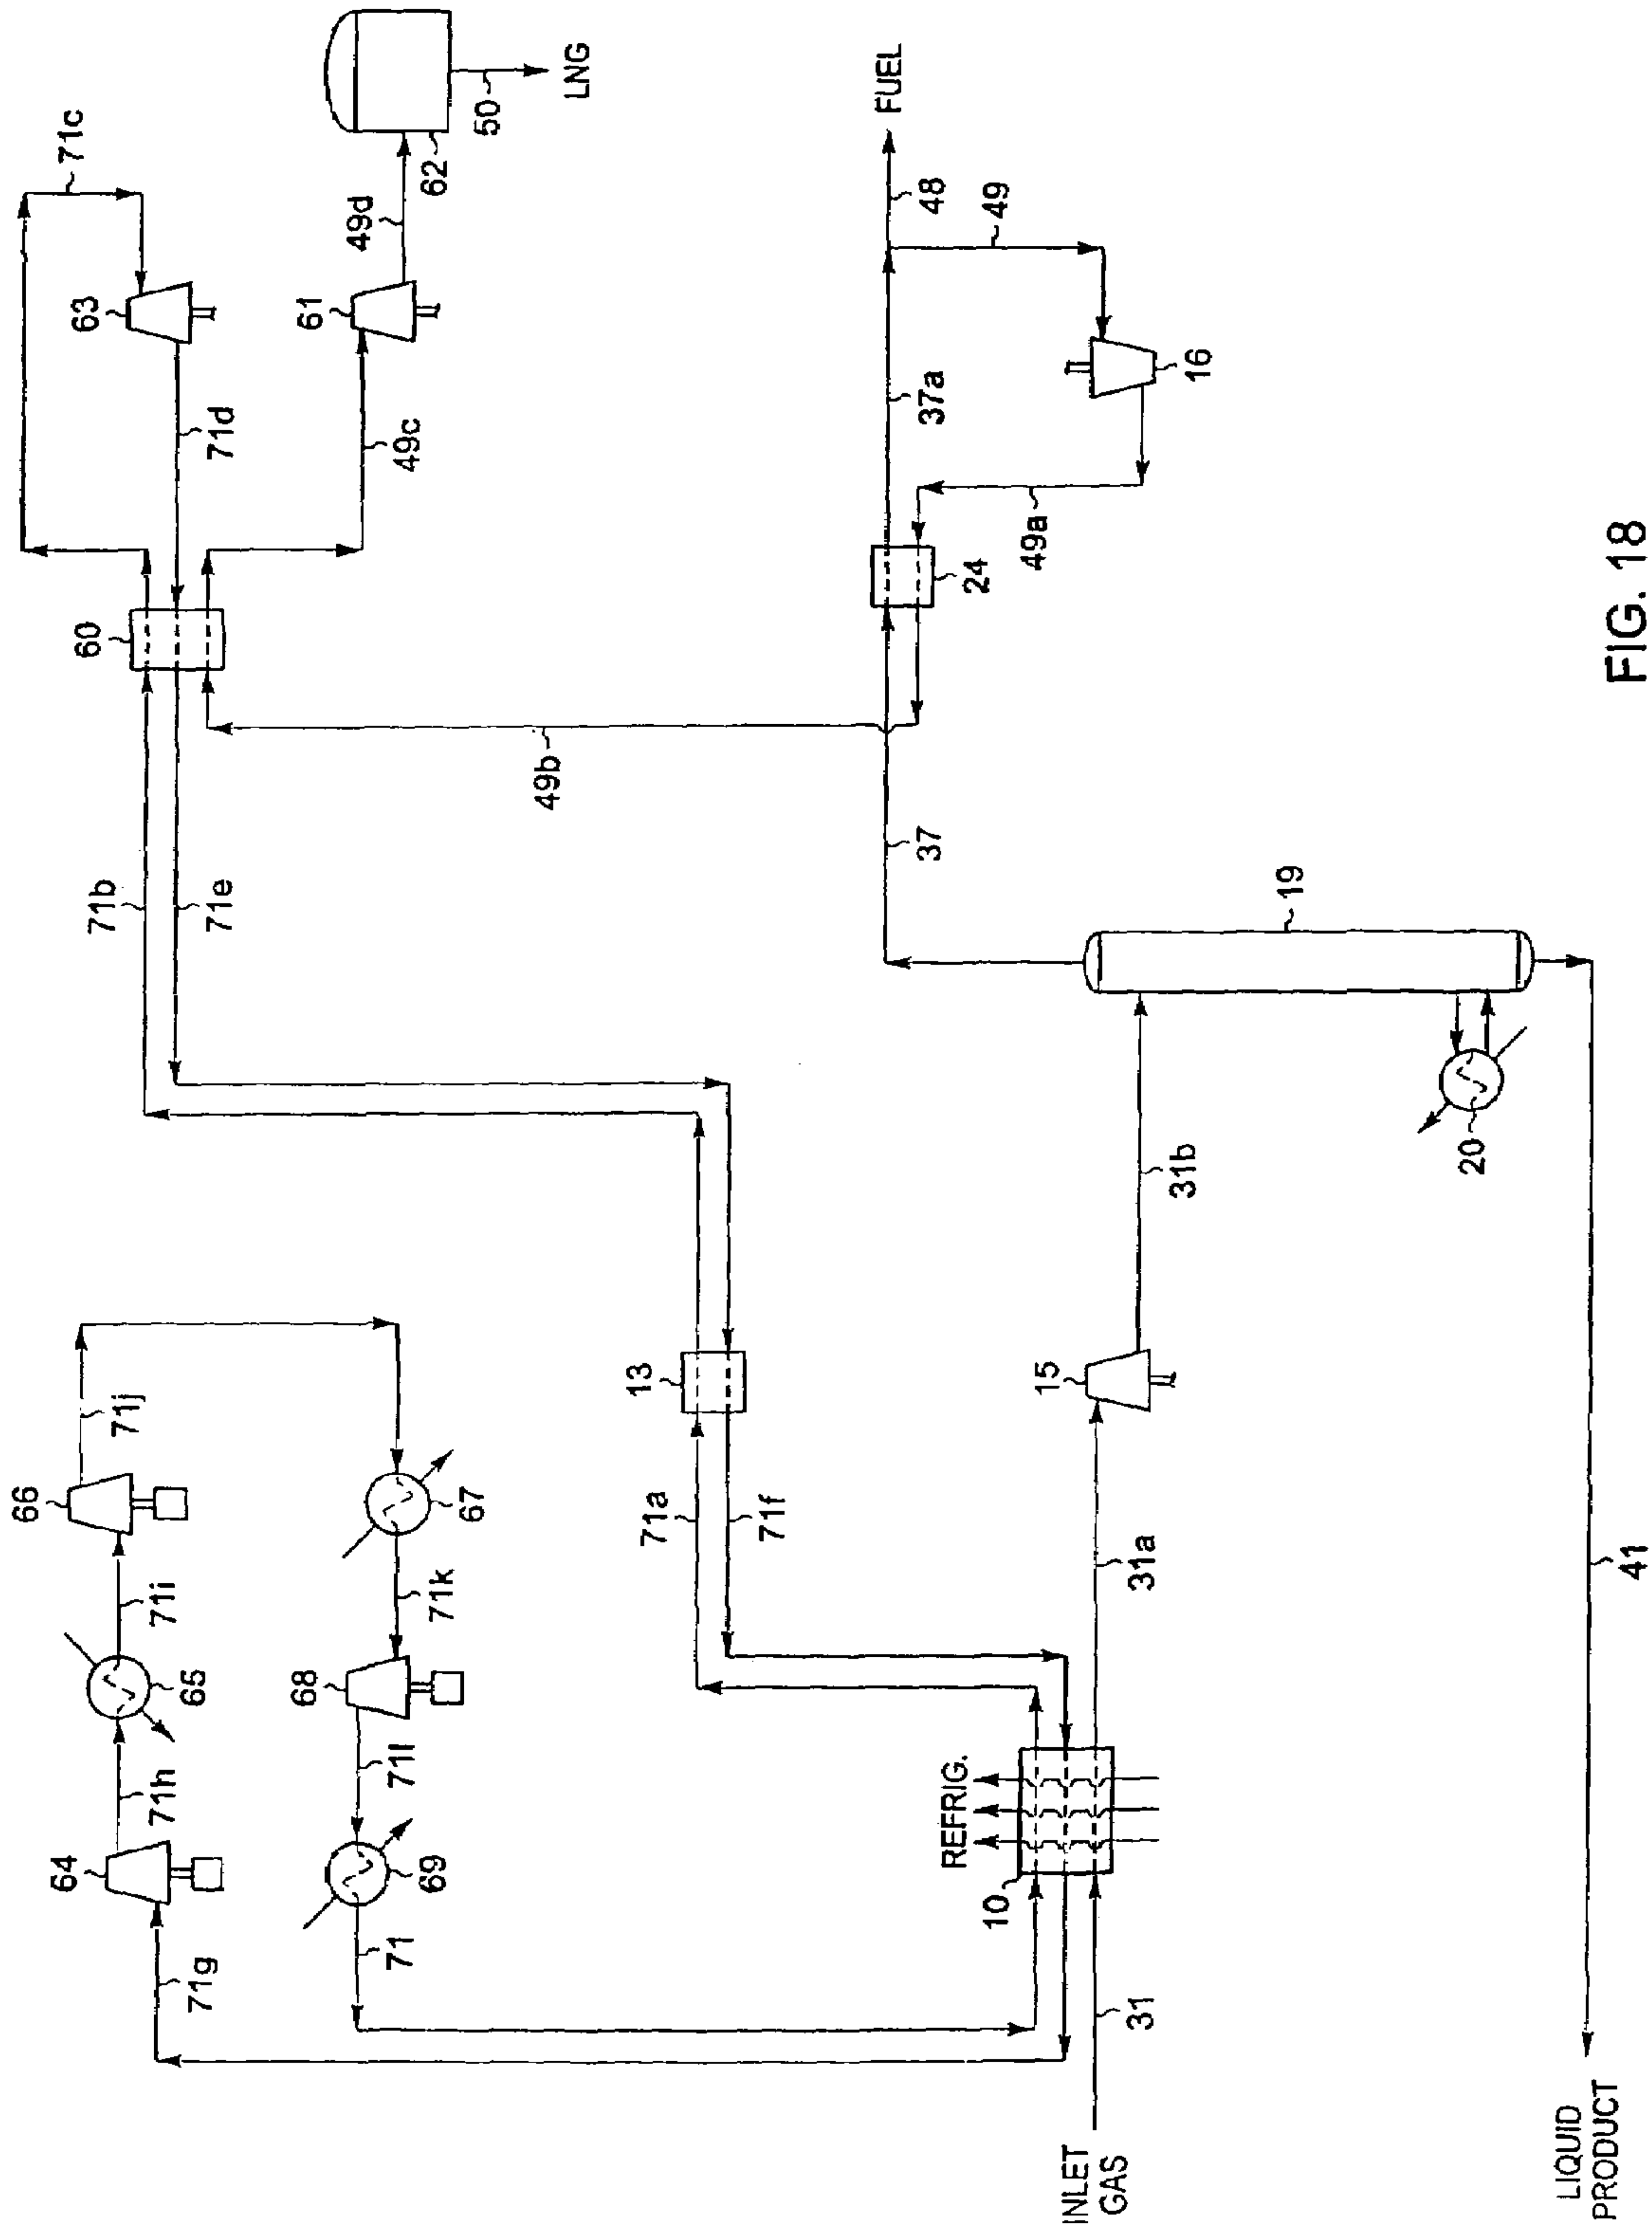 71c
63
71d
60
61
49d
62
50
LNG
49c
71b
71e
49b
FUEL
48
49
37a
16
49a
24
37
19
20
31b
15
13
71a
71f
66
71j
67
71i
65
71k
68
71h
64
71l
69
71
71g
REFRIG.
10
31a
31
INLET
GAS
41
LIQUID
PRODUCT
FIG. 18